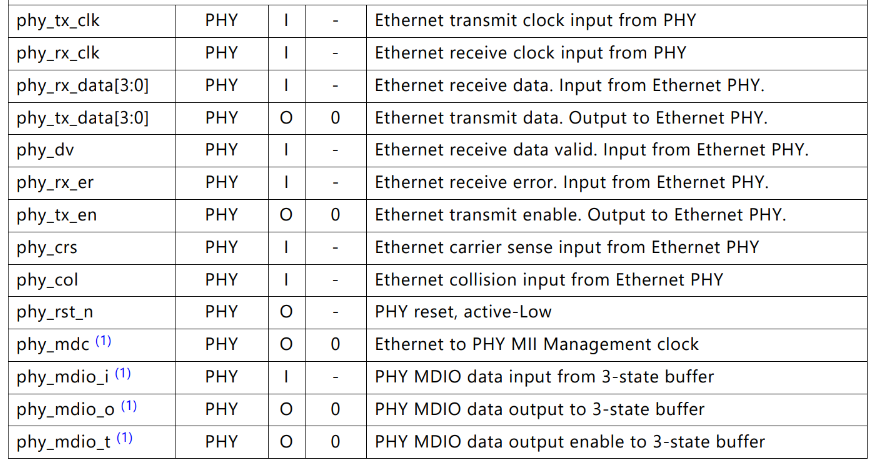 phy_tx_clk PHY I - Ethernet transmit clock input from PHY
phy_rx_clk PHY I - Ethernet receive clock input from PHY
phy_rx_data[3:0] PHY I - Ethernet receive data. Input from Ethernet PHY.
phy_tx_data[3:0] PHY O 0 Ethernet transmit data. Output to Ethernet PHY.
phy_dv PHY I - Ethernet receive data valid. Input from Ethernet PHY.
phy_rx_er PHY I - Ethernet receive error. Input from Ethernet PHY.
phy_tx_en PHY O 0 Ethernet transmit enable. Output to Ethernet PHY.
phy_crs PHY I - Ethernet carrier sense input from Ethernet PHY
phy_col PHY I - Ethernet collision input from Ethernet PHY
phy_rst_n PHY O - PHY reset, active-Low
phy_mdc (1) PHY O 0 Ethernet to PHY MII Management clock
phy_mdio_i (1) PHY I - PHY MDIO data input from 3-state buffer
phy_mdio_o (1) PHY O 0 PHY MDIO data output to 3-state buffer
phy_mdio_t (1) PHY O 0 PHY MDIO data output enable to 3-state buffer